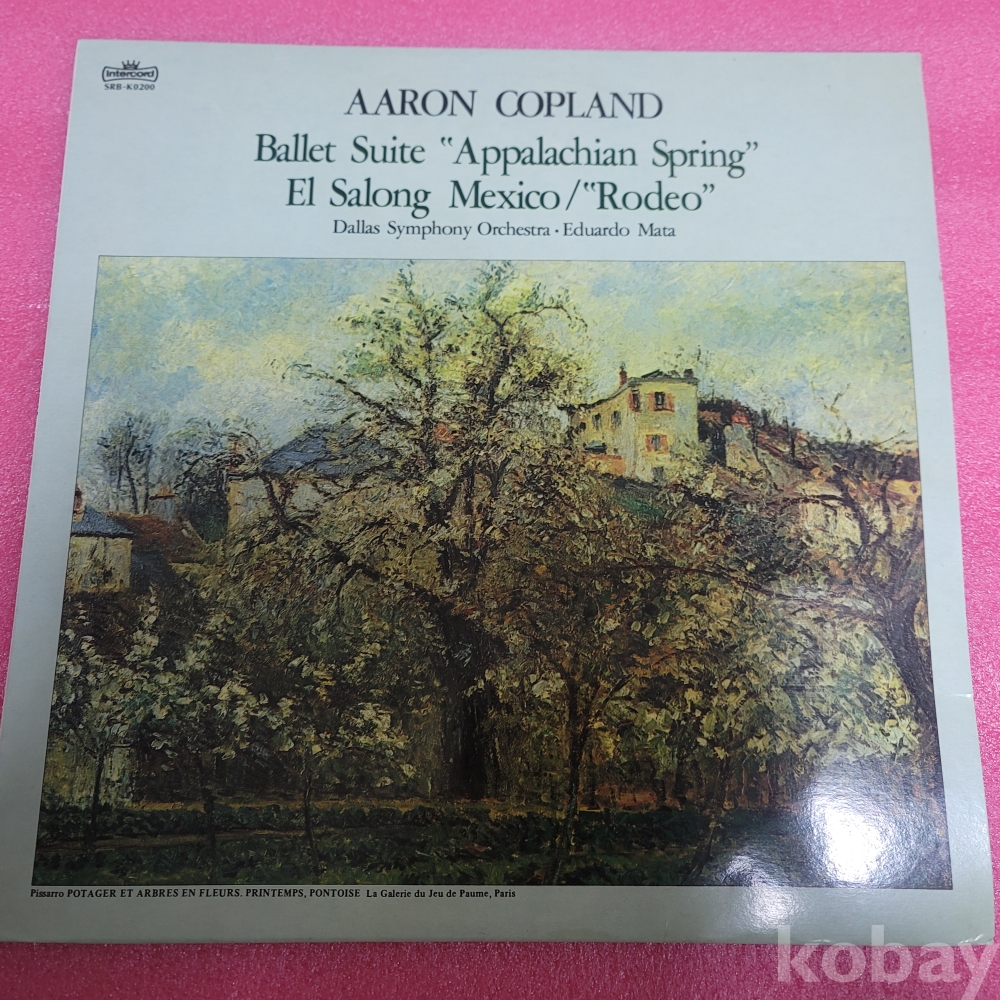 Intercord
SRB-K0200
AARON COPLAND
Ballet Suite "Appalachian Spring"
El Salong Mexico/"Rodeo"
Dallas Symphony Orchestra · Eduardo Mata
Pissarro POTAGER ET ARBRES EN FLEURS. PRINTEMPS, PONTOISE La Galerie du Jeu de Paume, Paris
kobay